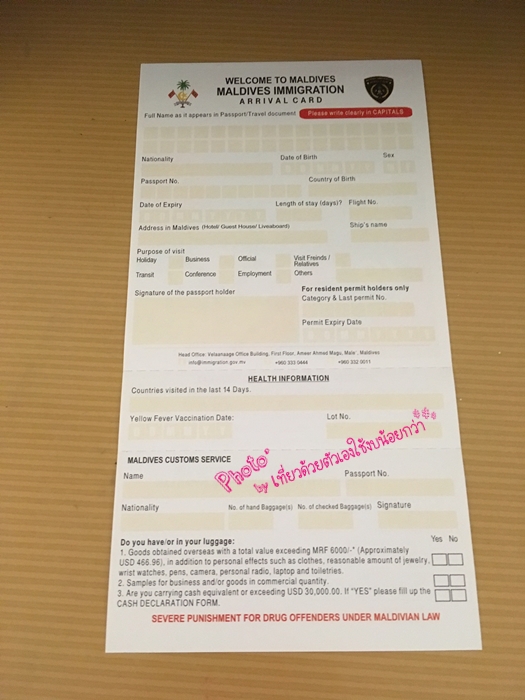 WELCOME TO MALDIVES
MALDIVES IMMIGRATION
ARRIVAL CARD
Full Name as it appears in Passport/Travel document Please write clearly in CAPITALS
Nationality Date of Birth Sex
Passport No. Country of Birth
Date of Expiry Length of stay (days)? Flight No.
Address in Maldives (Hotel/ Guest House/ Liveaboard) Ship's name
Purpose of visit
Holiday Business Official Visit Freinds / Relatives
Transit Conference Employment Others
Signature of the passport holder For resident permit holders only
Category & Last permit No.
Permit Expiry Date
Head Office: Velaanaage Office Building, First Floor, Ameer Ahmed Magu, Male', Maldives
info@immigration.gov.mv +960 333 0444 +960 332 0011
HEALTH INFORMATION
Countries visited in the last 14 Days.
Yellow Fever Vaccination Date: Lot No.
Photo by เที่ยวด้วยตัวเองใช้งบน้อยกว่า
MALDIVES CUSTOMS SERVICE
Name Passport No.
Nationality No. of hand Baggage(s) No. of checked Baggage(s) Signature
Do you have/or in your luggage: Yes No
1. Goods obtained overseas with a total value exceeding MRF 6000/-" (Approximately
USD 466.96), in addition to personal effects such as clothes, reasonable amount of jewelry,
wrist watches, pens, camera, personal radio, laptop and toiletries.
2. Samples for business and/or goods in commercial quantity.
3. Are you carrying cash equivalent or exceeding USD 30,000.00. If "YES" please fill up the
CASH DECLARATION FORM.
SEVERE PUNISHMENT FOR DRUG OFFENDERS UNDER MALDIVIAN LAW